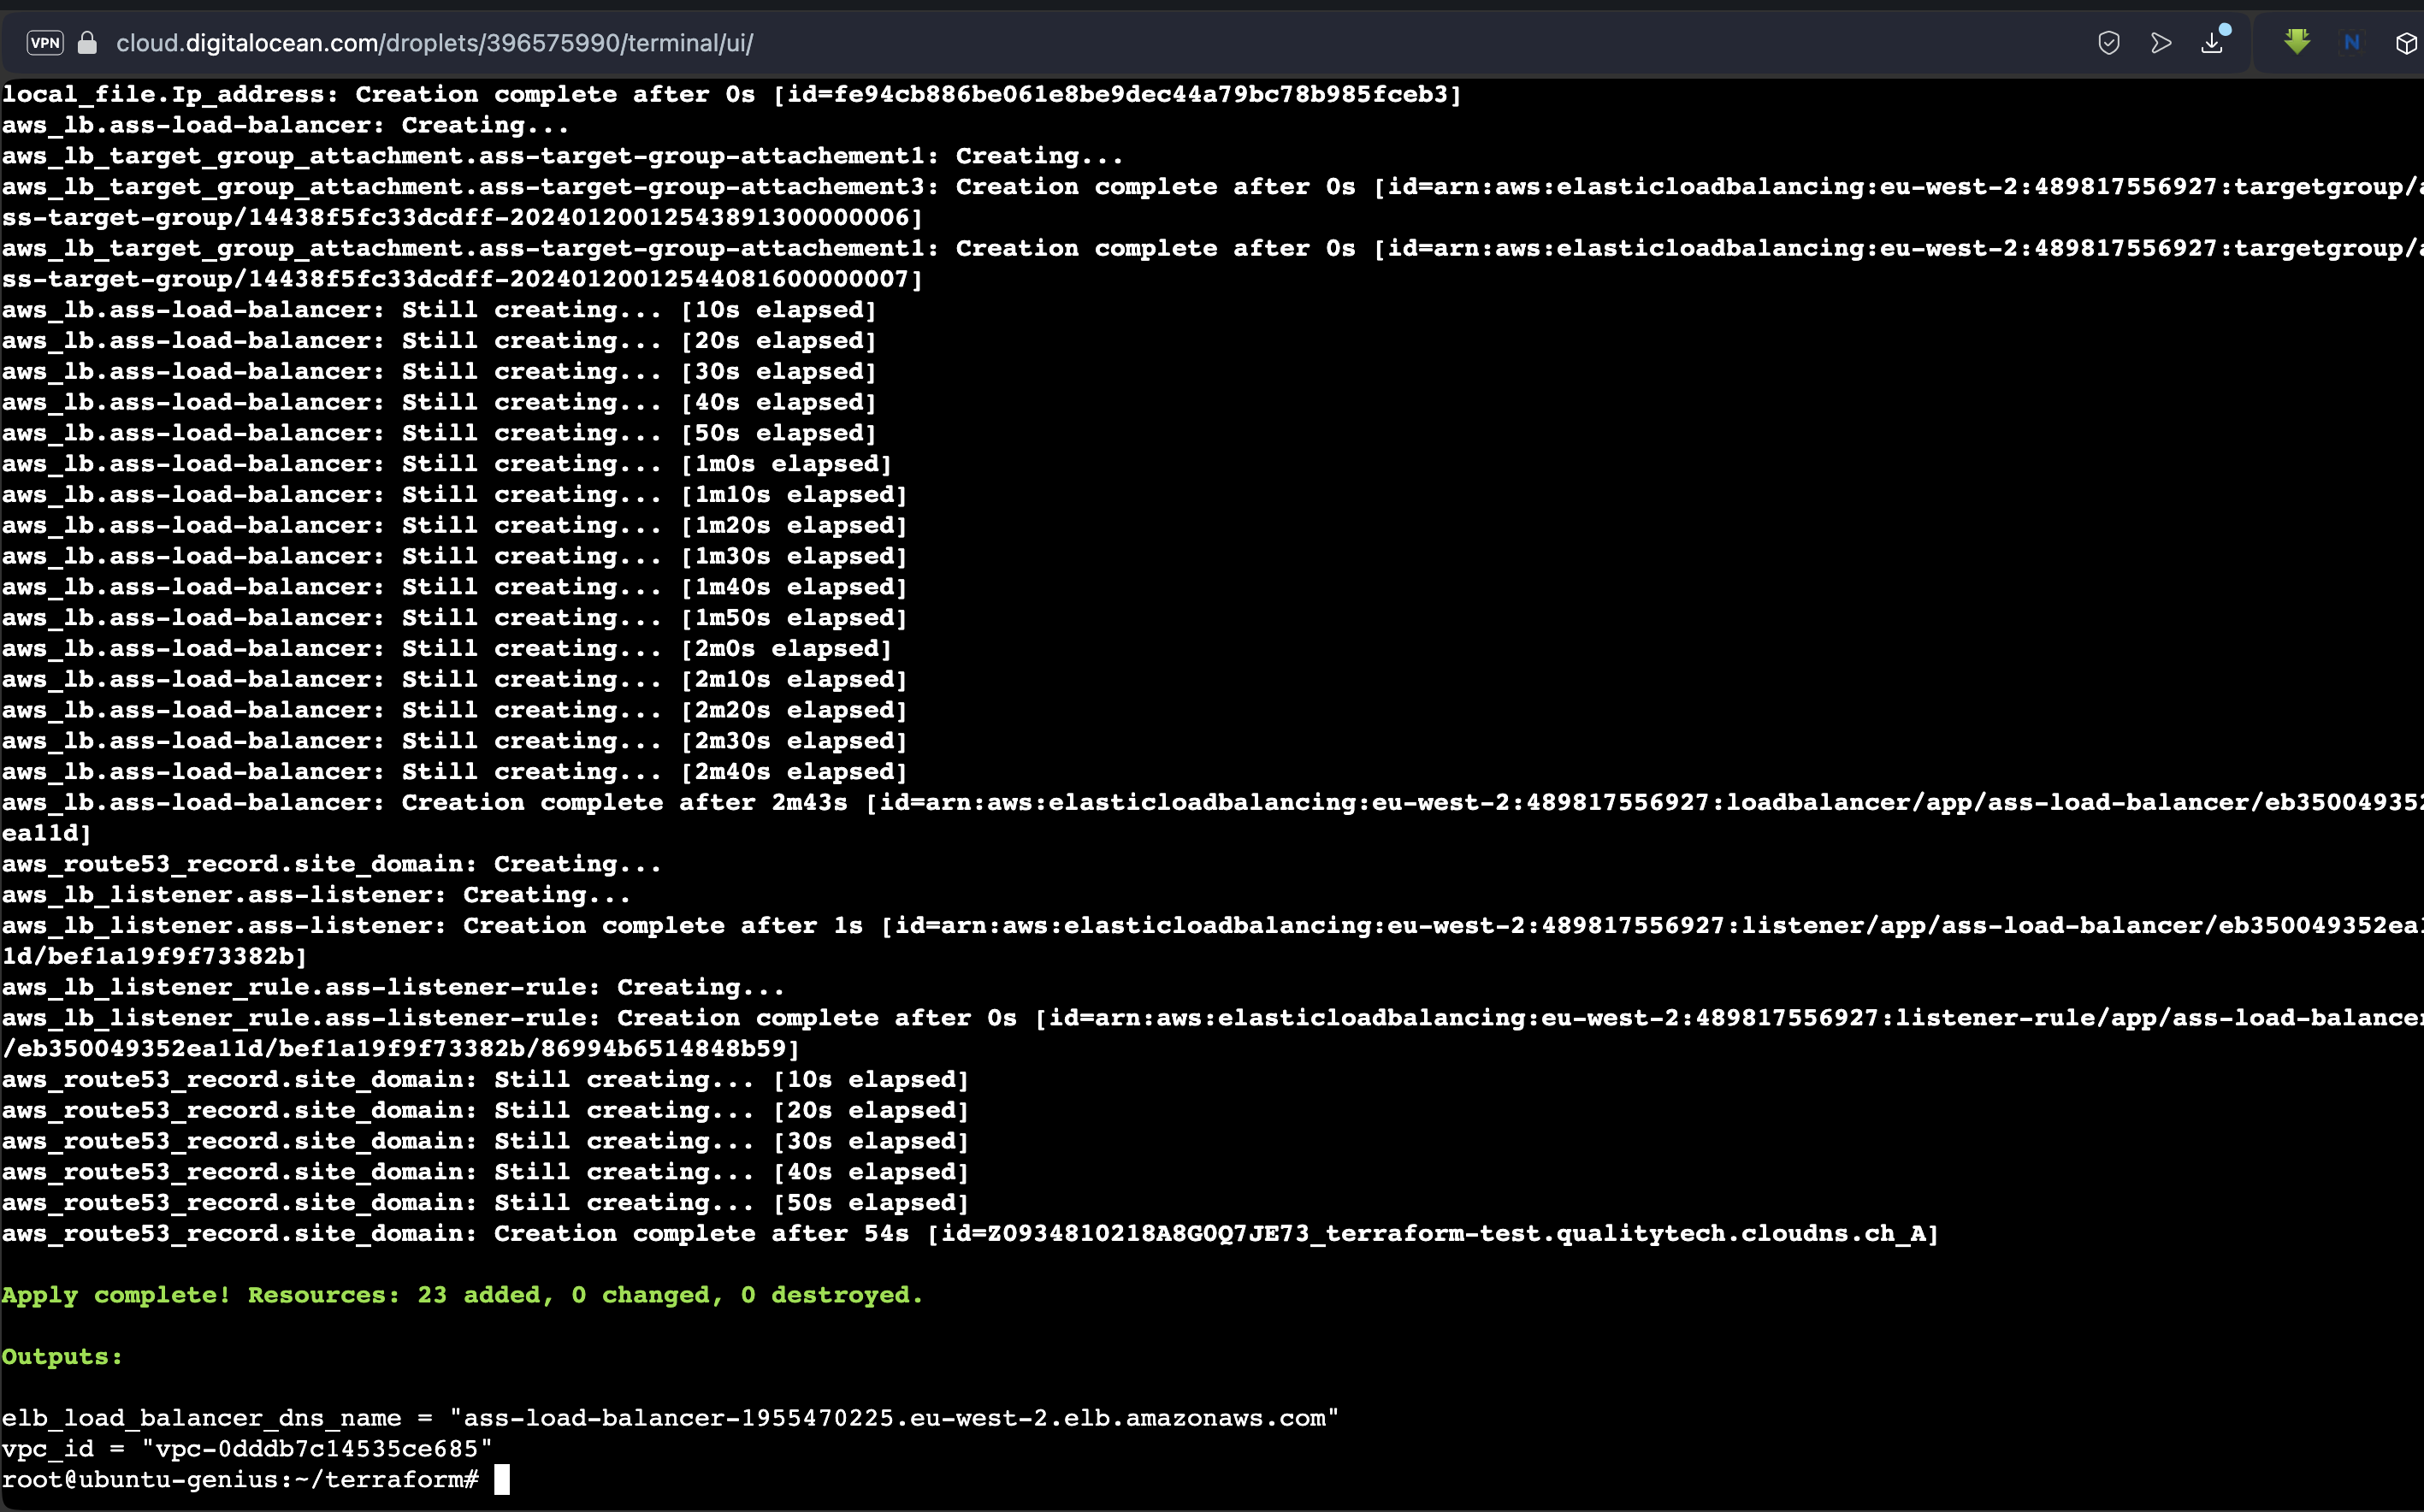 VPN cloud.digitalocean.com/droplets/396575990/terminal/ui/ N
local_file.Ip_address: Creation complete after 0s [id=fe94cb886be061e8be9dec44a79bc78b985fceb3]
aws_lb.ass-load-balancer: Creating...
aws_lb_target_group_attachment.ass-target-group-attachement1: Creating...
aws_lb_target_group_attachment.ass-target-group-attachement3: Creation complete after 0s [id=arn:aws:elasticloadbalancing:eu-west-2:489817556927:targetgroup/a
ss-target-group/14438f5fc33dcdff-20240120012543891300000006]
aws_lb_target_group_attachment.ass-target-group-attachement1: Creation complete after 0s [id=arn:aws:elasticloadbalancing:eu-west-2:489817556927:targetgroup/a
ss-target-group/14438f5fc33dcdff-20240120012544081600000007]
aws_lb.ass-load-balancer: Still creating... [10s elapsed]
aws_lb.ass-load-balancer: Still creating... [20s elapsed]
aws_lb.ass-load-balancer: Still creating... [30s elapsed]
aws_lb.ass-load-balancer: Still creating... [40s elapsed]
aws_lb.ass-load-balancer: Still creating... [50s elapsed]
aws_lb.ass-load-balancer: Still creating... [1m0s elapsed]
aws_lb.ass-load-balancer: Still creating... [1m10s elapsed]
aws_lb.ass-load-balancer: Still creating... [1m20s elapsed]
aws_lb.ass-load-balancer: Still creating... [1m30s elapsed]
aws_lb.ass-load-balancer: Still creating... [1m40s elapsed]
aws_lb.ass-load-balancer: Still creating... [1m50s elapsed]
aws_lb.ass-load-balancer: Still creating... [2m0s elapsed]
aws_lb.ass-load-balancer: Still creating... [2m10s elapsed]
aws_lb.ass-load-balancer: Still creating... [2m20s elapsed]
aws_lb.ass-load-balancer: Still creating... [2m30s elapsed]
aws_lb.ass-load-balancer: Still creating... [2m40s elapsed]
aws_lb.ass-load-balancer: Creation complete after 2m43s [id=arn:aws:elasticloadbalancing:eu-west-2:489817556927:loadbalancer/app/ass-load-balancer/eb350049352
ea11d]
aws_route53_record.site_domain: Creating...
aws_lb_listener.ass-listener: Creating...
aws_lb_listener.ass-listener: Creation complete after 1s [id=arn:aws:elasticloadbalancing:eu-west-2:489817556927:listener/app/ass-load-balancer/eb350049352ea1
1d/bef1a19f9f73382b]
aws_lb_listener_rule.ass-listener-rule: Creating...
aws_lb_listener_rule.ass-listener-rule: Creation complete after 0s [id=arn:aws:elasticloadbalancing:eu-west-2:489817556927:listener-rule/app/ass-load-balancer
/eb350049352ea11d/bef1a19f9f73382b/86994b6514848b59]
aws_route53_record.site_domain: Still creating... [10s elapsed]
aws_route53_record.site_domain: Still creating... [20s elapsed]
aws_route53_record.site_domain: Still creating... [30s elapsed]
aws_route53_record.site_domain: Still creating... [40s elapsed]
aws_route53_record.site_domain: Still creating... [50s elapsed]
aws_route53_record.site_domain: Creation complete after 54s [id=Z0934810218A8G0Q7JE73_terraform-test.qualitytech.cloudns.ch_A]
Apply complete! Resources: 23 added, 0 changed, 0 destroyed.
Outputs:
elb_load_balancer_dns_name = "ass-load-balancer-1955470225.eu-west-2.elb.amazonaws.com"
vpc_id = "vpc-0dddb7c14535ce685"
root@ubuntu-genius:~/terraform#